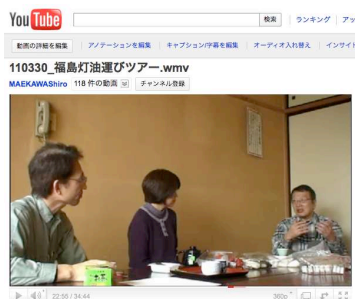 YouTube 検索 ランキング
動画の詳細を編集 アノテーションを編集 キャプション/字幕を編集 オーディオ入れ替え インサイト
110330_福島灯油運びツアー.wmv
MAEKAWAShiro 118 件の動画 チャンネル登録
22:55 / 34:44 360p